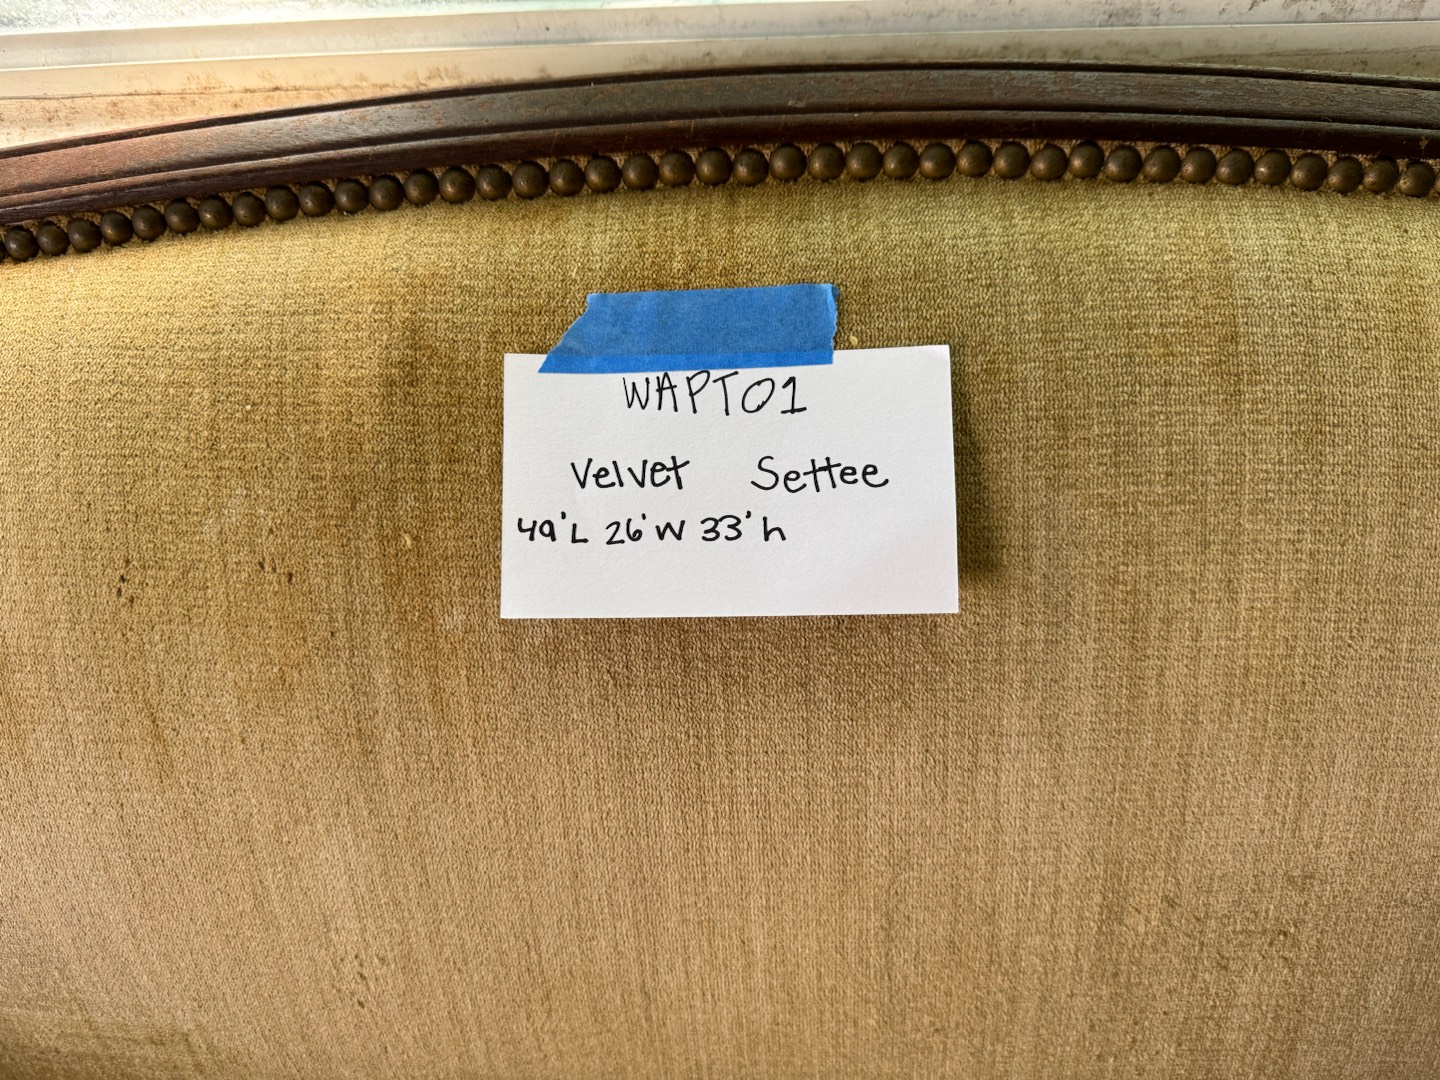 WAPT01
Velvet Settee
49'L 26'W 33'h